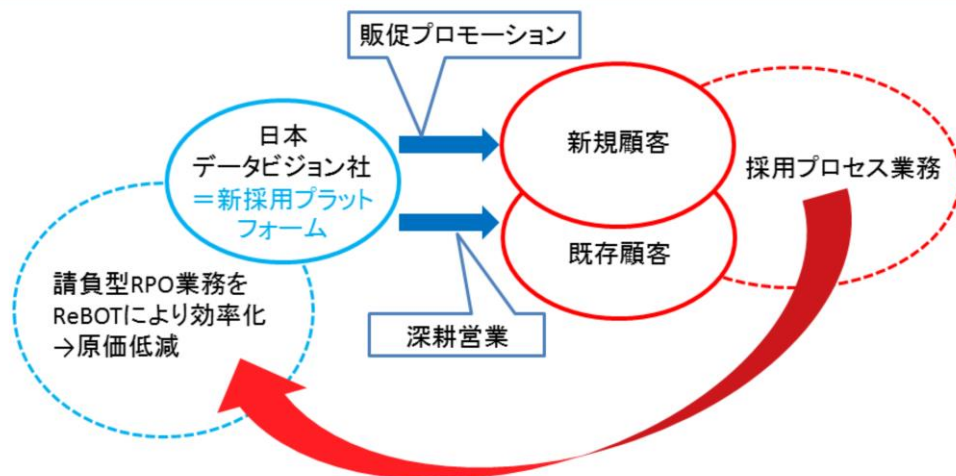 販促プロモーション
日本
データビジョン社
＝新採用プラット
フォーム
新規顧客
採用プロセス業務
既存顧客
請負型RPO業務を
ReBOTにより効率化
→原価低減
深耕営業